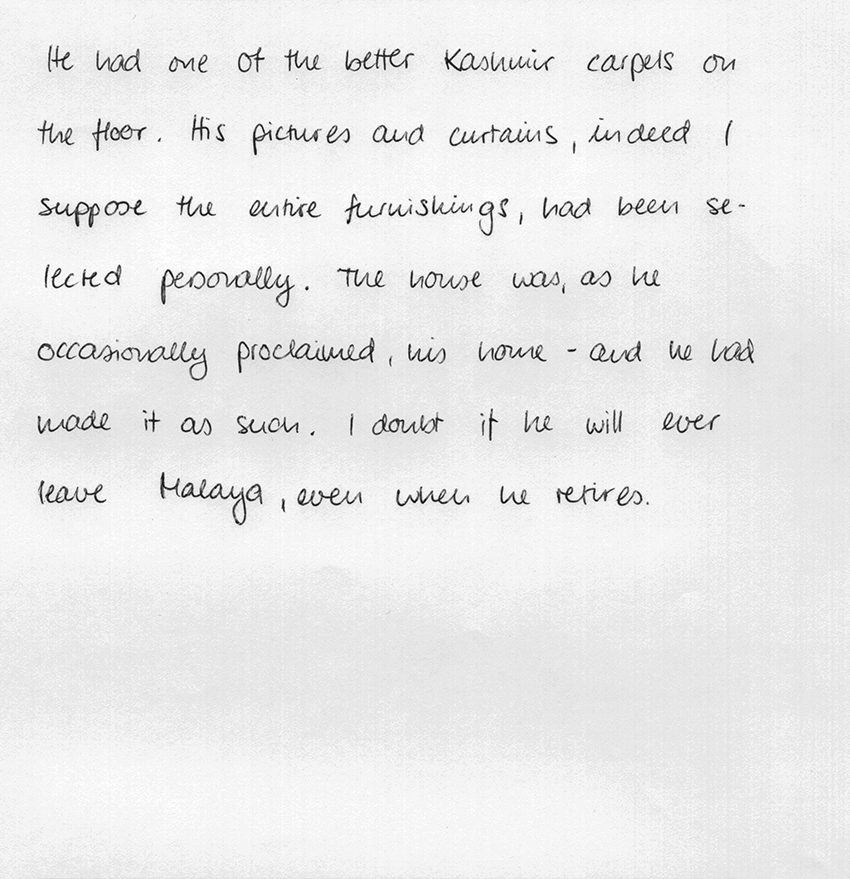 He had one of the better Kashmir carpets on
the floor. His pictures and curtains, indeed I
suppose the entire furnishings, had been se-
lected personally. The house was, as he
occasionally proclaimed, his home - and he had
made it as such. I doubt if he will ever
leave Malaya, even when he retires.